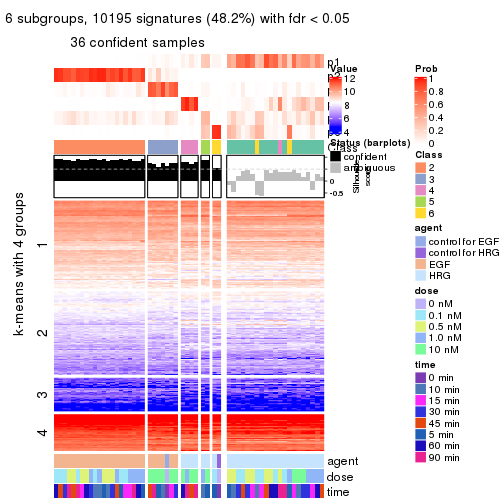 6 subgroups, 10195 signatures (48.2%) with fdr < 0.05
36 confident samples
p1
Value
12
10
8
6
4
Prob
1
0.8
0.6
0.4
0.2
0
Class
Status (barplots)
confident
ambiguous
0
-0.5
Silhouette
score
Class
2
3
4
5
6
agent
control for EGF
control for HRG
EGF
HRG
dose
0 nM
0.1 nM
0.5 nM
1.0 nM
10 nM
time
0 min
10 min
15 min
30 min
45 min
5 min
60 min
90 min
k-means with 4 groups
1
2
3
4
agent
dose
time